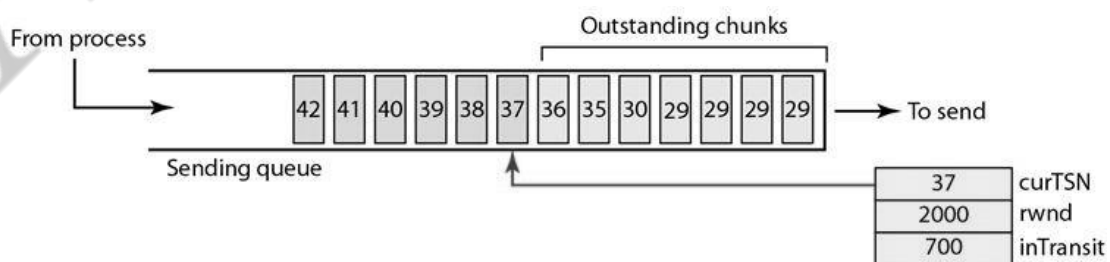 Outstanding chunks
From process
42 41 40 39 38 37 36 35 30 29 29 29 29
To send
Sending queue
37 curTSN
2000 rwnd
700 inTransit